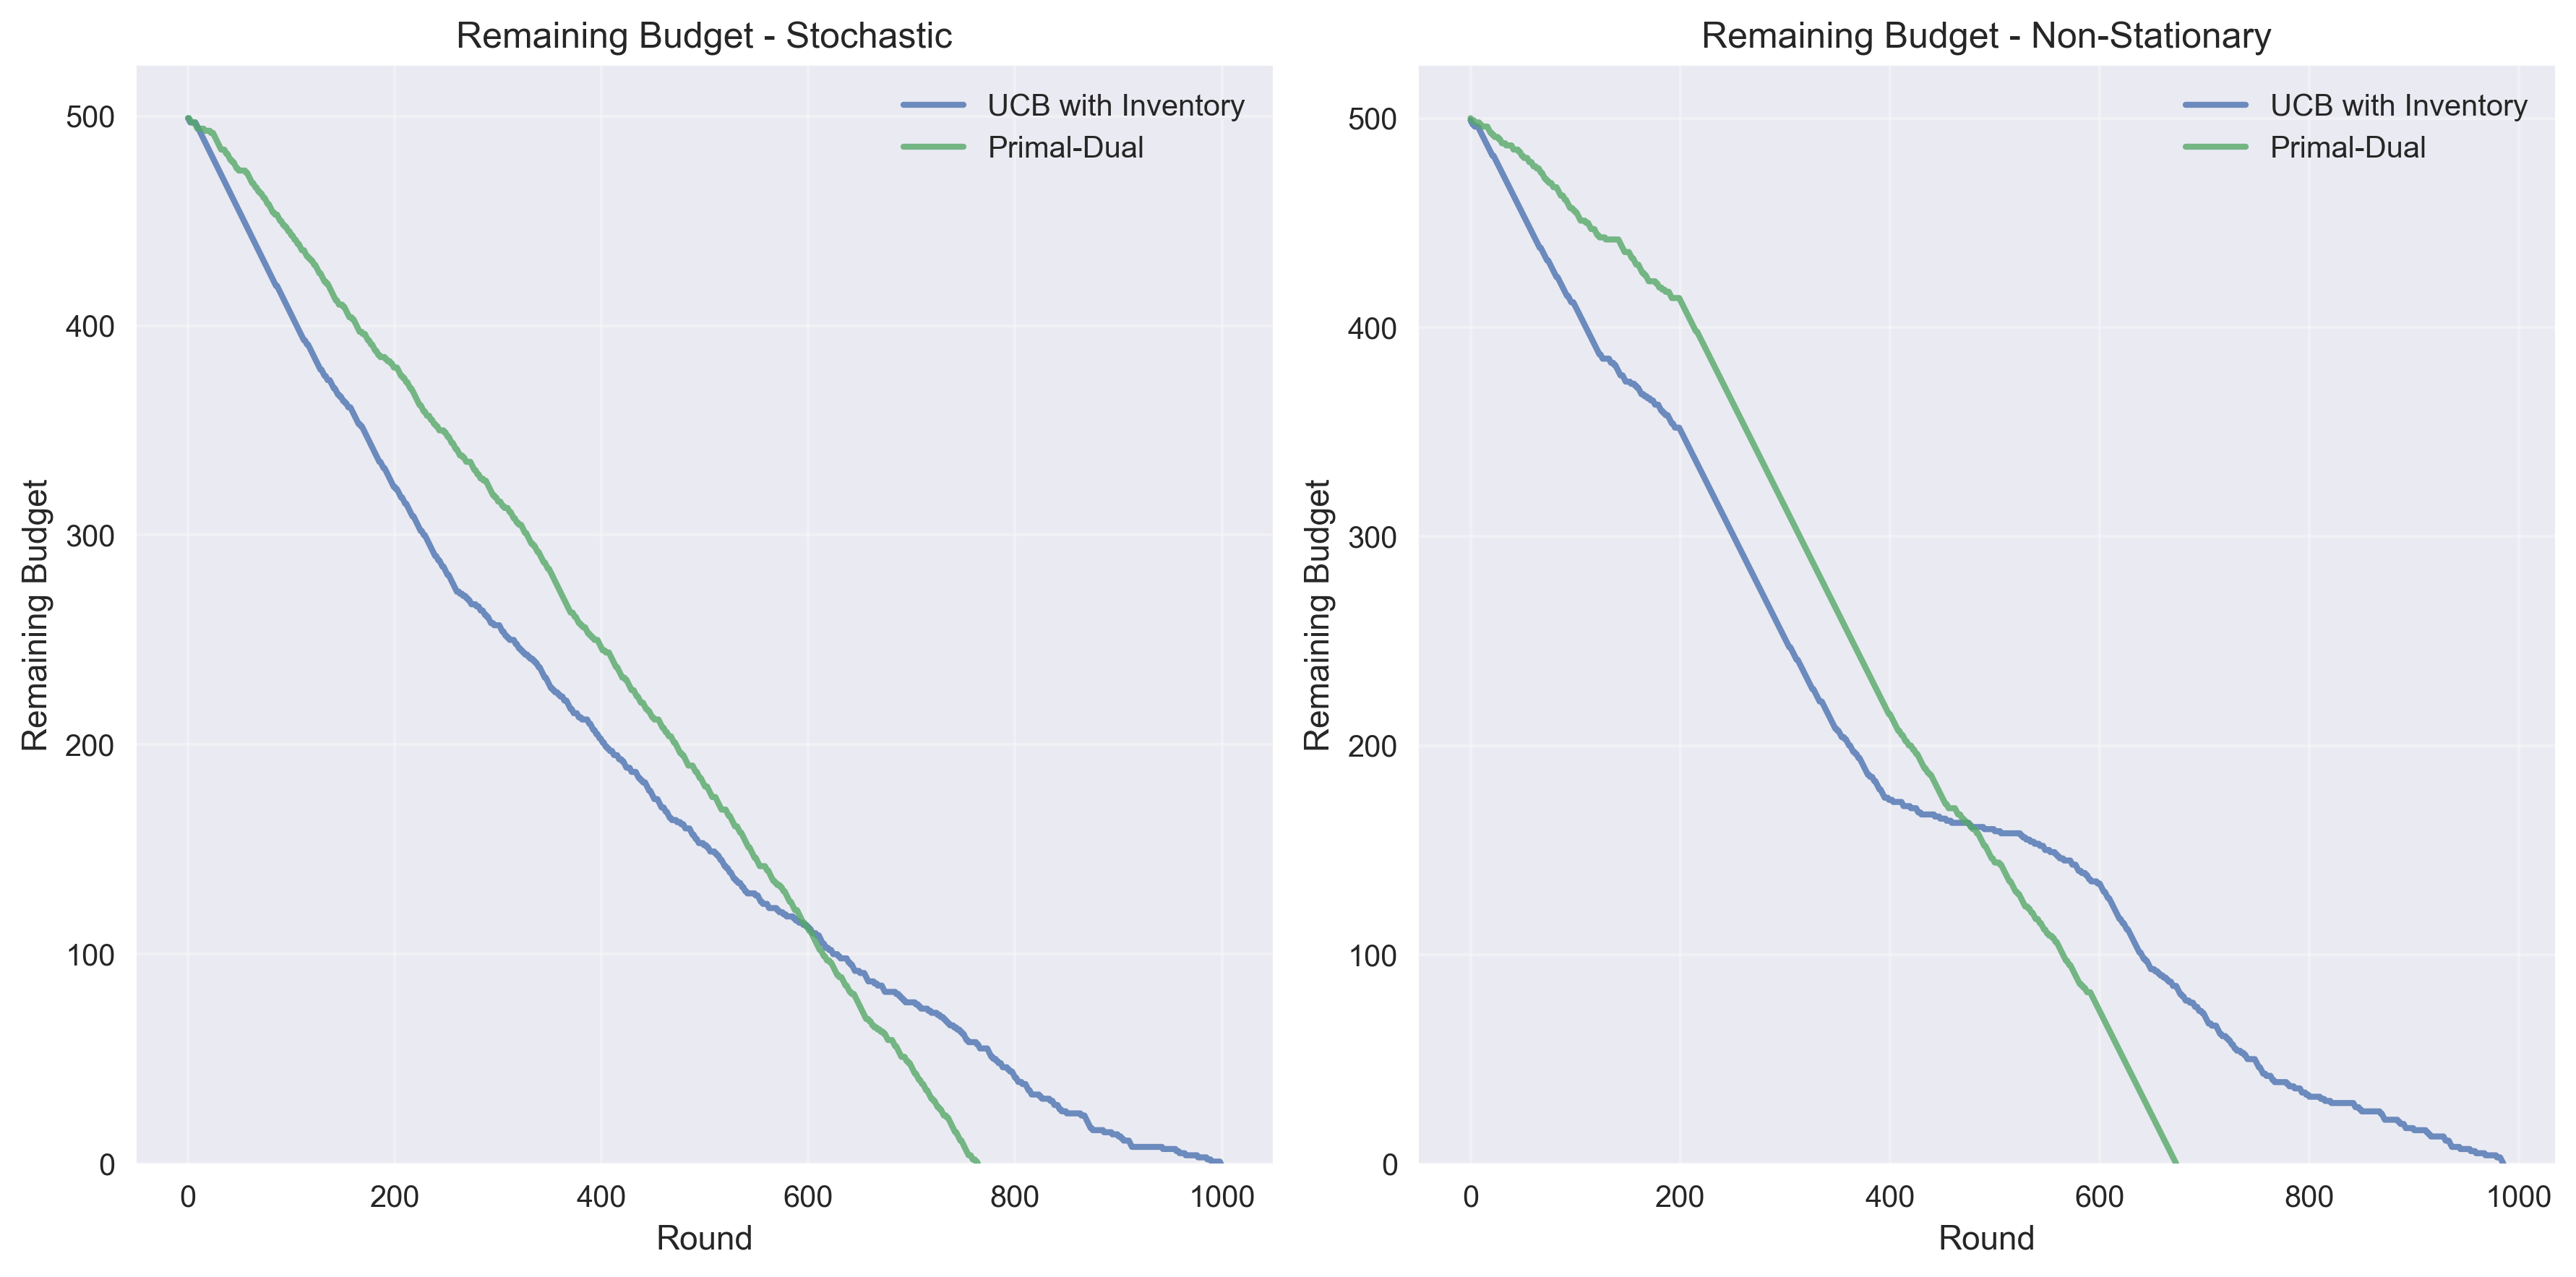 Remaining Budget - Stochastic
UCB with Inventory
Primal-Dual
500
400
300
200
100
0
Remaining Budget
0 200 400 600 800 1000
Round
Remaining Budget - Non-Stationary
UCB with Inventory
Primal-Dual
500
400
300
200
100
0
Remaining Budget
0 200 400 600 800 1000
Round